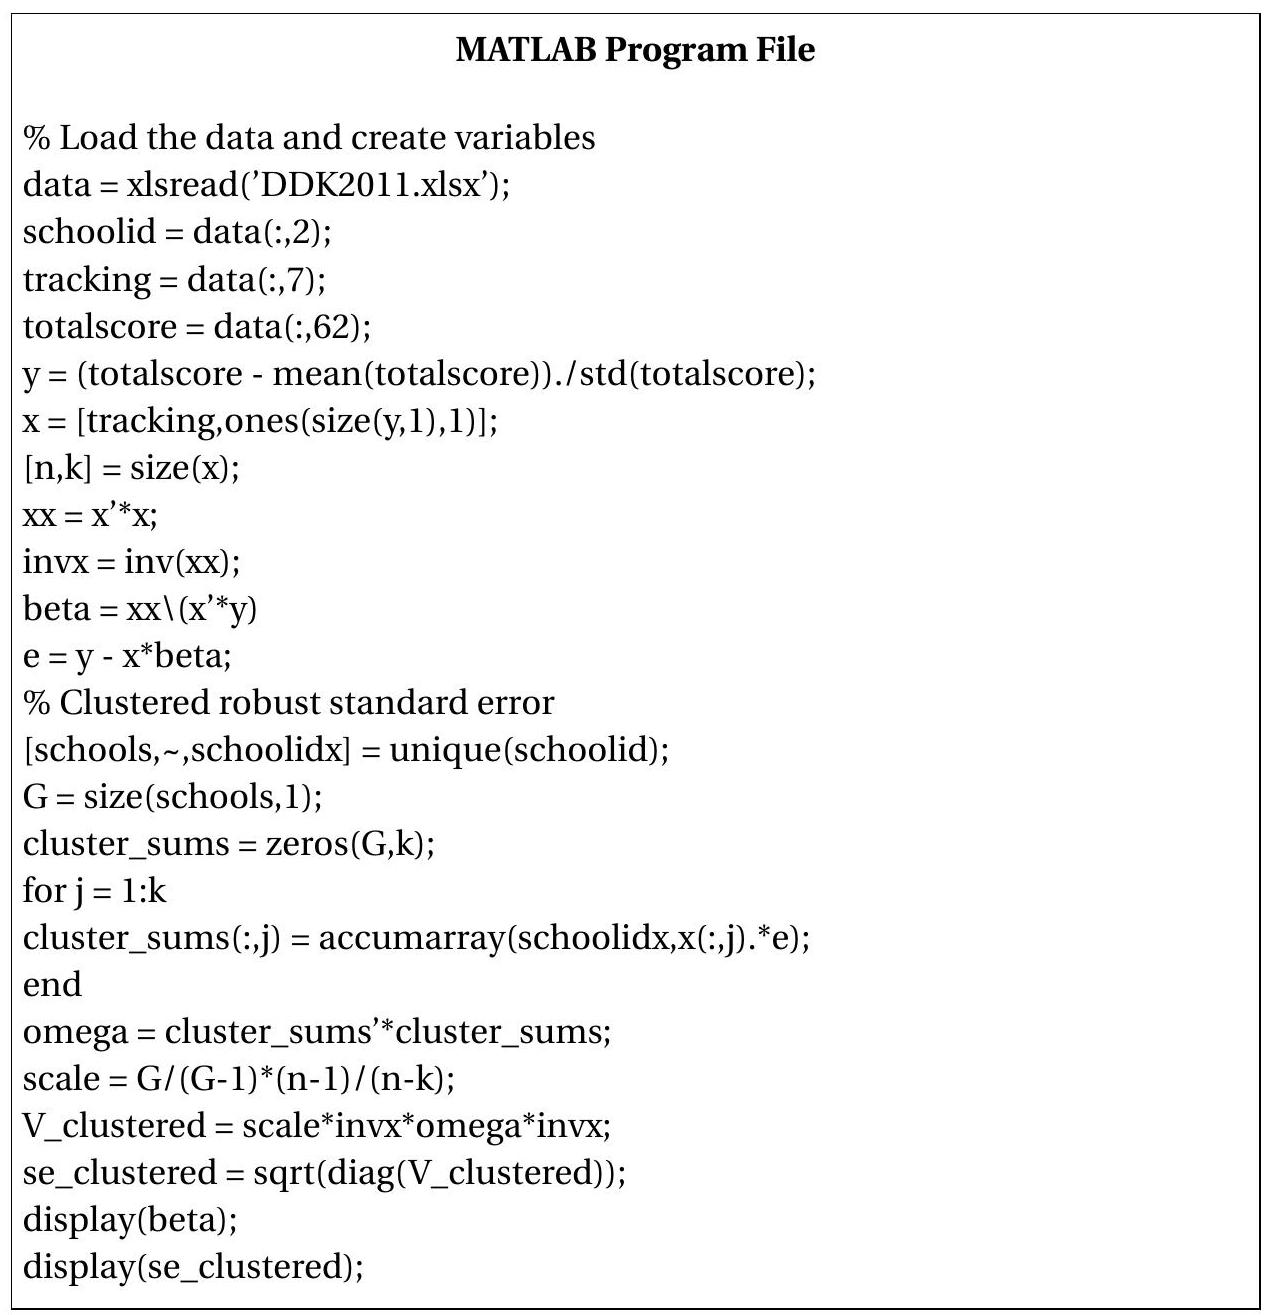 MATLAB Program File
% Load the data and create variables
data = xlsread(’DDK2011.xlsx’);
schoolid = data(:,2);
tracking = data(:,7);
totalscore = data(:,62);
y = (totalscore - mean(totalscore))./std(totalscore);
x = [tracking,ones(size(y,1),1)];
[n,k] = size(x);
xx = x’*x;
invx = inv(xx);
beta = xx\(x’*y)
e = y - x*beta;
% Clustered robust standard error
[schools,~,schoolidx] = unique(schoolid);
G = size(schools,1);
cluster_sums = zeros(G,k);
for j = 1:k
cluster_sums(:,j) = accumarray(schoolidx,x(:,j).*e);
end
omega = cluster_sums’*cluster_sums;
scale = G/(G-1)*(n-1)/(n-k);
V_clustered = scale*invx*omega*invx;
se_clustered = sqrt(diag(V_clustered));
display(beta);
display(se_clustered);